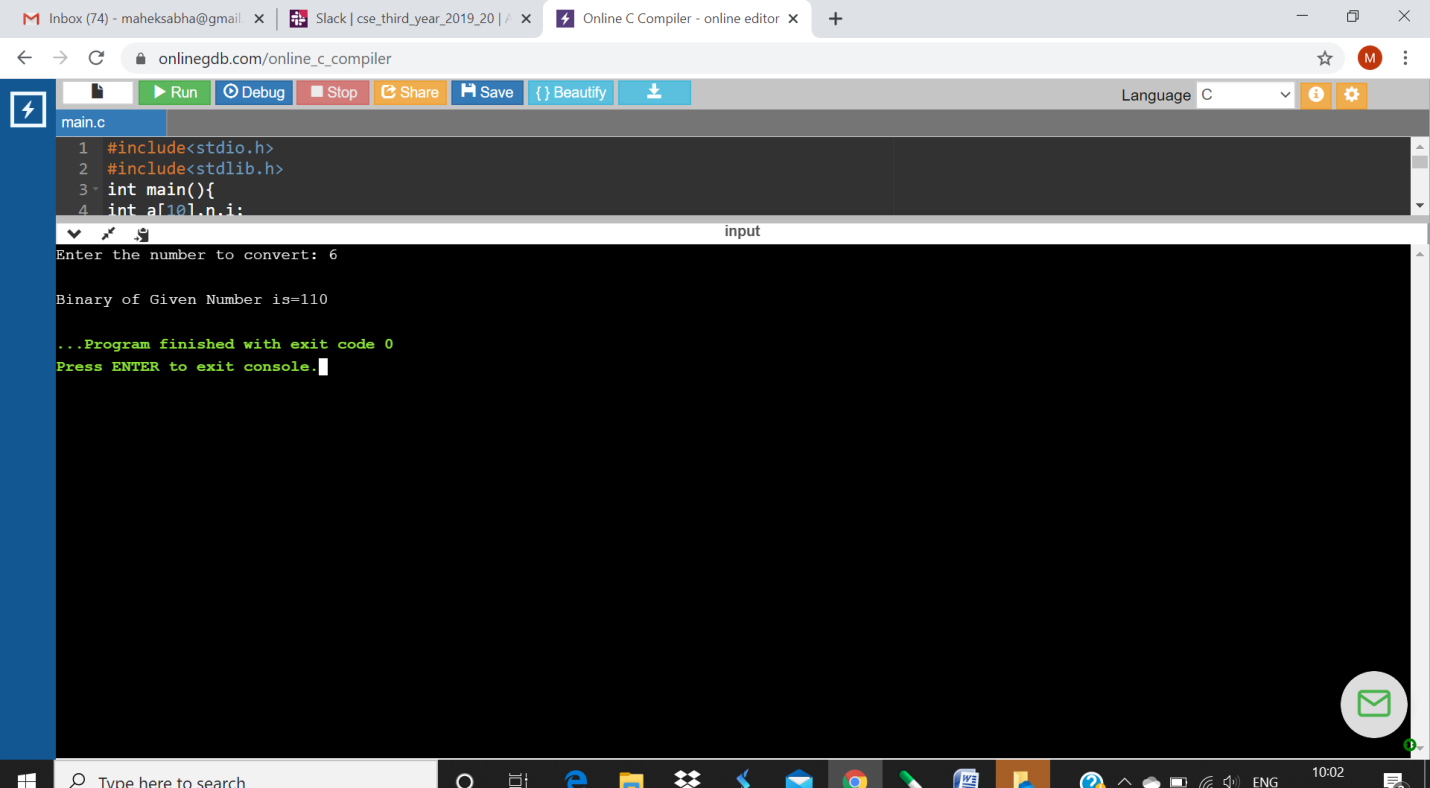 Inbox (74) - maheksabha@gmail.
Slack | cse_third_year_2019_20 |
Online C Compiler - online editor
onlinegdb.com/online_c_compiler
M
Run
Debug
Stop
Share
Save
{ } Beautify
Language
C
main.c
1 #include<stdio.h>
2 #include<stdlib.h>
3 int main(){
4 int a[10],n,i;
input
Enter the number to convert: 6
Binary of Given Number is=110
...Program finished with exit code 0
Press ENTER to exit console.
Type here to search
ENG
10:02